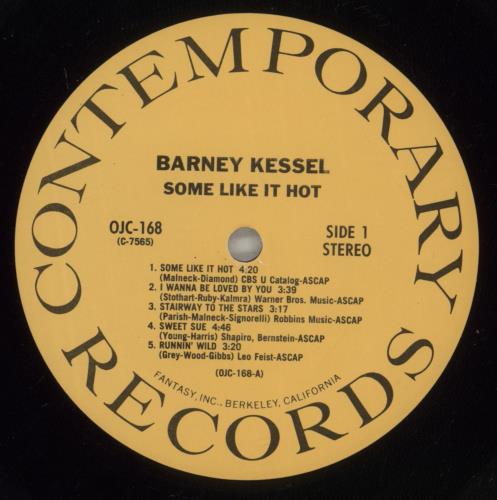 CONTEMPORARY RECORDS
BARNEY KESSEL
SOME LIKE IT HOT
OJC-168
(C-7565)
SIDE 1
STEREO
1. SOME LIKE IT HOT 4:20
(Malneck-Diamond) CBS U Catalog-ASCAP
2. I WANNA BE LOVED BY YOU 3:39
(Stothart-Ruby-Kalmra) Warner Bros. Music-ASCAP
3. STAIRWAY TO THE STARS 3:17
(Parish-Malneck-Signorelli) Robbins Music-ASCAP
4. SWEET SUE 4:46
(Young-Harris) Shapiro, Bernstein-ASCAP
5. RUNNIN' WILD 3:20
(Grey-Wood-Gibbs) Leo Feist-ASCAP
(OJC-168-A)
FANTASY, INC., BERKELEY, CALIFORNIA